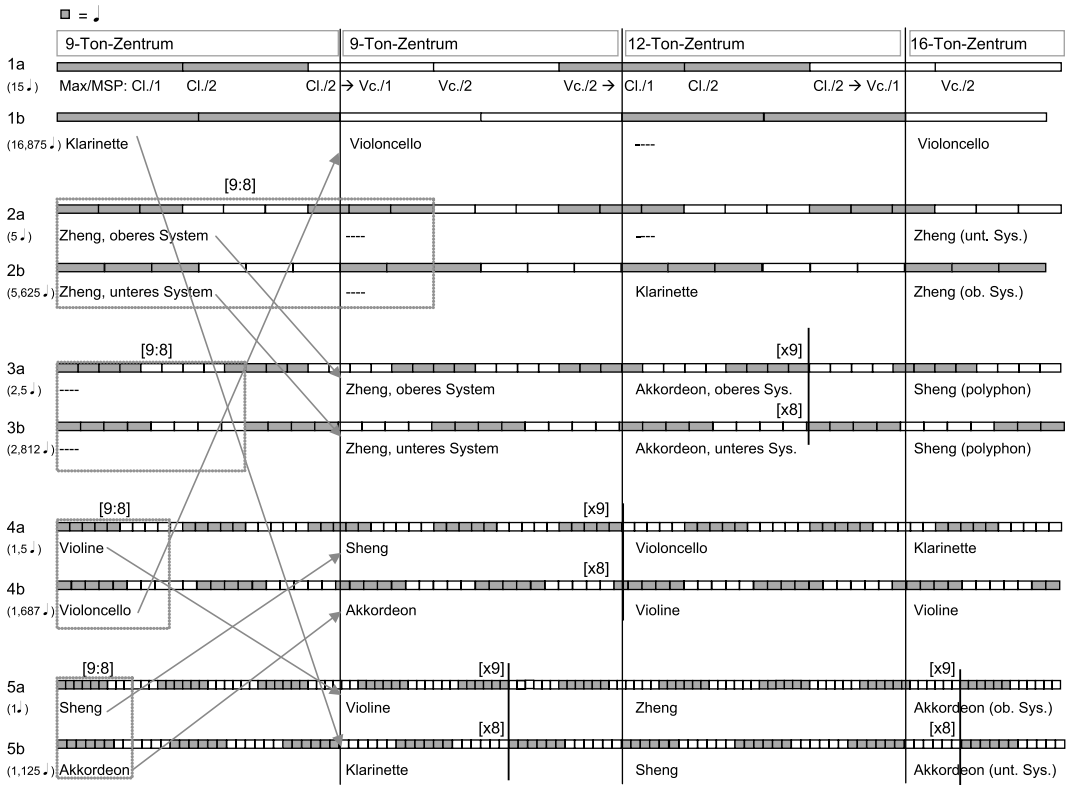 = ♩
9-Ton-Zentrum 9-Ton-Zentrum 12-Ton-Zentrum 16-Ton-Zentrum
1a
(15 ♩) Max/MSP: Cl./1 Cl./2 Cl./2 → Vc./1 Vc./2 Vc./2 → Cl./1 Cl./2 Cl./2 → Vc./1 Vc./2
1b
(16,875 ♩) Klarinette Violoncello ---- Violoncello
[9:8]
2a
(5 ♩) Zheng, oberes System ---- ---- Zheng (unt. Sys.)
2b
(5,625 ♩) Zheng, unteres System ---- Klarinette Zheng (ob. Sys.)
[9:8] [x9]
3a
(2,5 ♩) ---- Zheng, oberes System Akkordeon, oberes Sys. Sheng (polyphon)
[x8]
3b
(2,812 ♩) ---- Zheng, unteres System Akkordeon, unteres Sys. Sheng (polyphon)
[9:8] [x9]
4a
(1,5 ♩) Violine Sheng Violoncello Klarinette
[x8]
4b
(1,687 ♩) Violoncello Akkordeon Violine Violine
[9:8] [x9] [x9]
5a
(1 ♩) Sheng Violine Zheng Akkordeon (ob. Sys.)
[x8] [x8]
5b
(1,125 ♩) Akkordeon Klarinette Sheng Akkordeon (unt. Sys.)